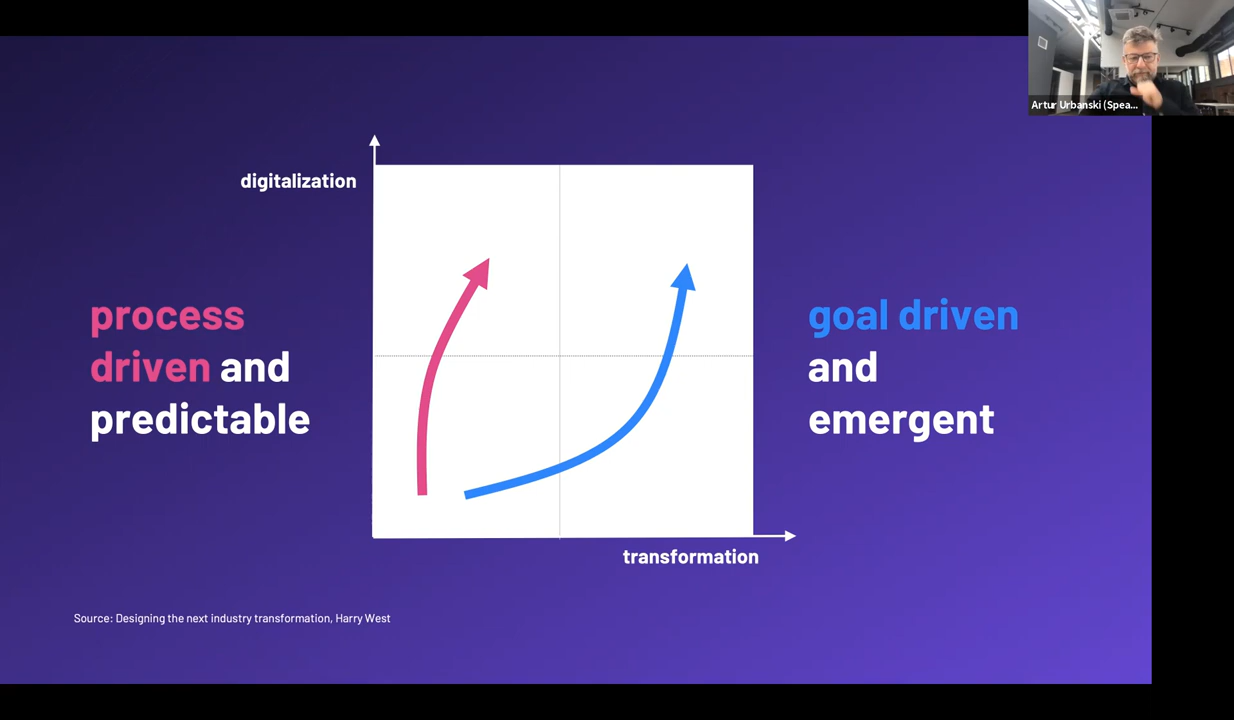 Artur Urbanski (Spea...
digitalization
process
driven and
predictable
goal driven
and
emergent
transformation
Source: Designing the next industry transformation, Harry West